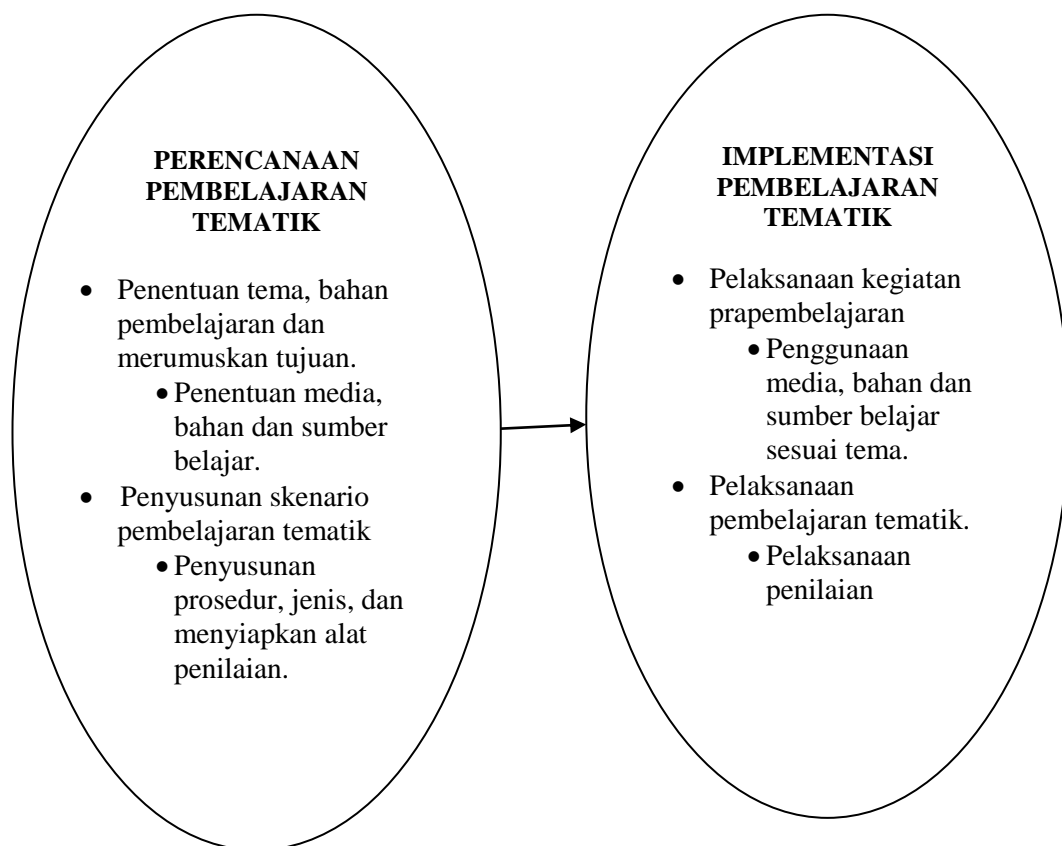 PERENCANAAN
PEMBELAJARAN
TEMATIK
• Penentuan tema, bahan
pembelajaran dan
merumuskan tujuan.
• Penentuan media,
bahan dan sumber
belajar.
• Penyusunan skenario
pembelajaran tematik
• Penyusunan
prosedur, jenis, dan
menyiapkan alat
penilaian.
IMPLEMENTASI
PEMBELAJARAN
TEMATIK
• Pelaksanaan kegiatan
prapembelajaran
• Penggunaan
media, bahan dan
sumber belajar
sesuai tema.
• Pelaksanaan
pembelajaran tematik.
• Pelaksanaan
penilaian